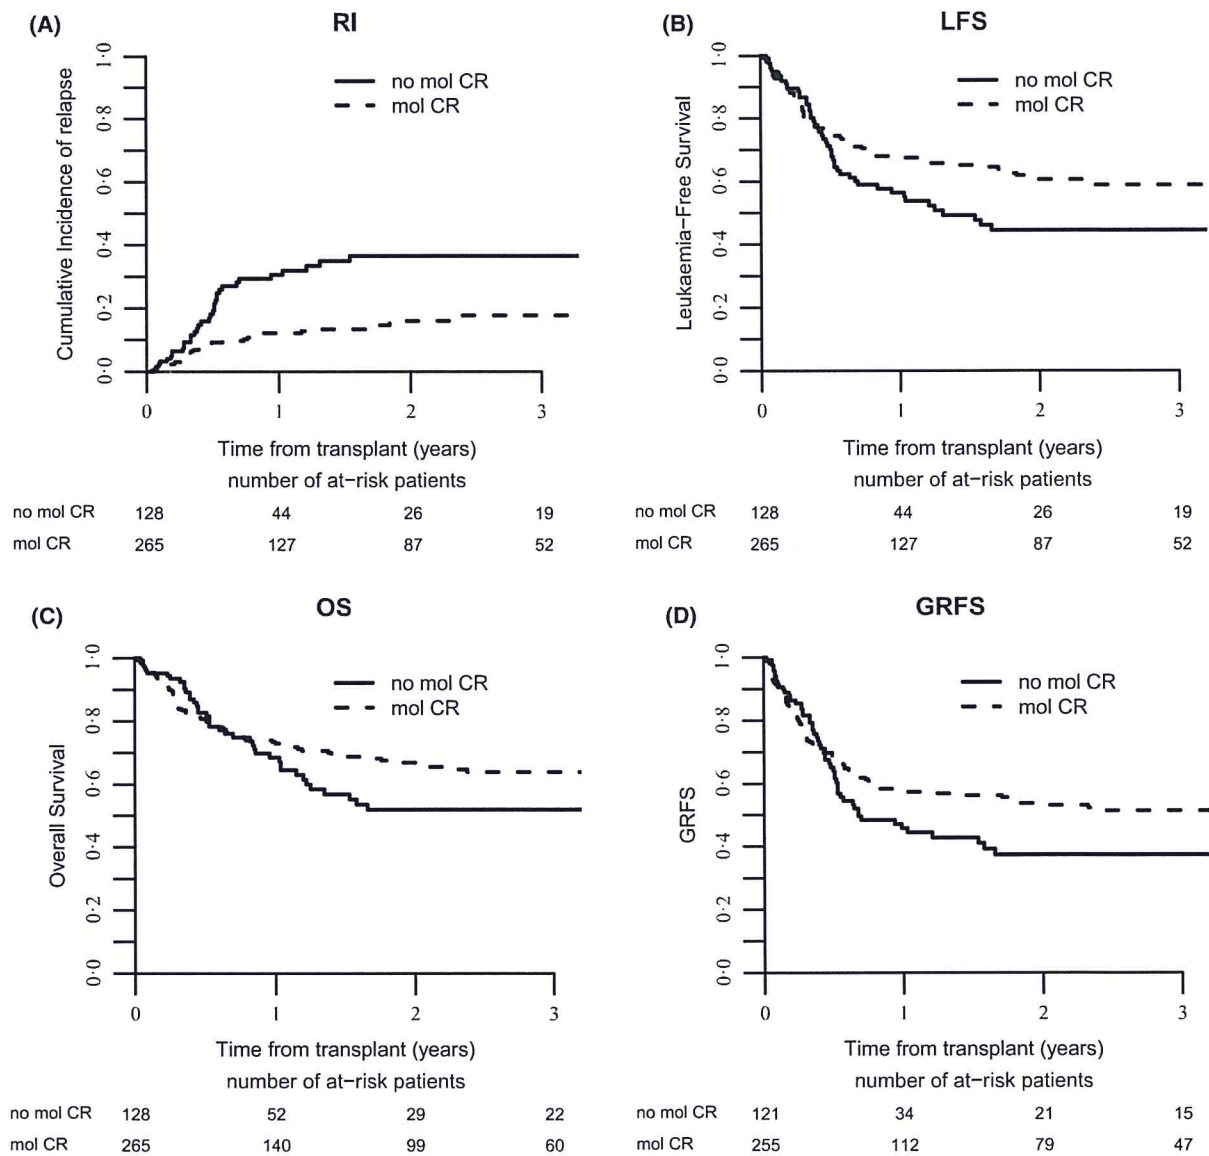 (A) RI
Cumulative Incidence of relapse
1·0
0·8
0·6
0·4
0·2
0·0
no mol CR
mol CR
0 1 2 3
Time from transplant (years)
number of at−risk patients
no mol CR 128 44 26 19
mol CR 265 127 87 52
(B) LFS
Leukaemia−Free Survival
1·0
0·8
0·6
0·4
0·2
0·0
no mol CR
mol CR
0 1 2 3
Time from transplant (years)
number of at−risk patients
no mol CR 128 44 26 19
mol CR 265 127 87 52
(C) OS
Overall Survival
1·0
0·8
0·6
0·4
0·2
0·0
no mol CR
mol CR
0 1 2 3
Time from transplant (years)
number of at−risk patients
no mol CR 128 52 29 22
mol CR 265 140 99 60
(D) GRFS
GRFS
1·0
0·8
0·6
0·4
0·2
0·0
no mol CR
mol CR
0 1 2 3
Time from transplant (years)
number of at−risk patients
no mol CR 121 34 21 15
mol CR 255 112 79 47